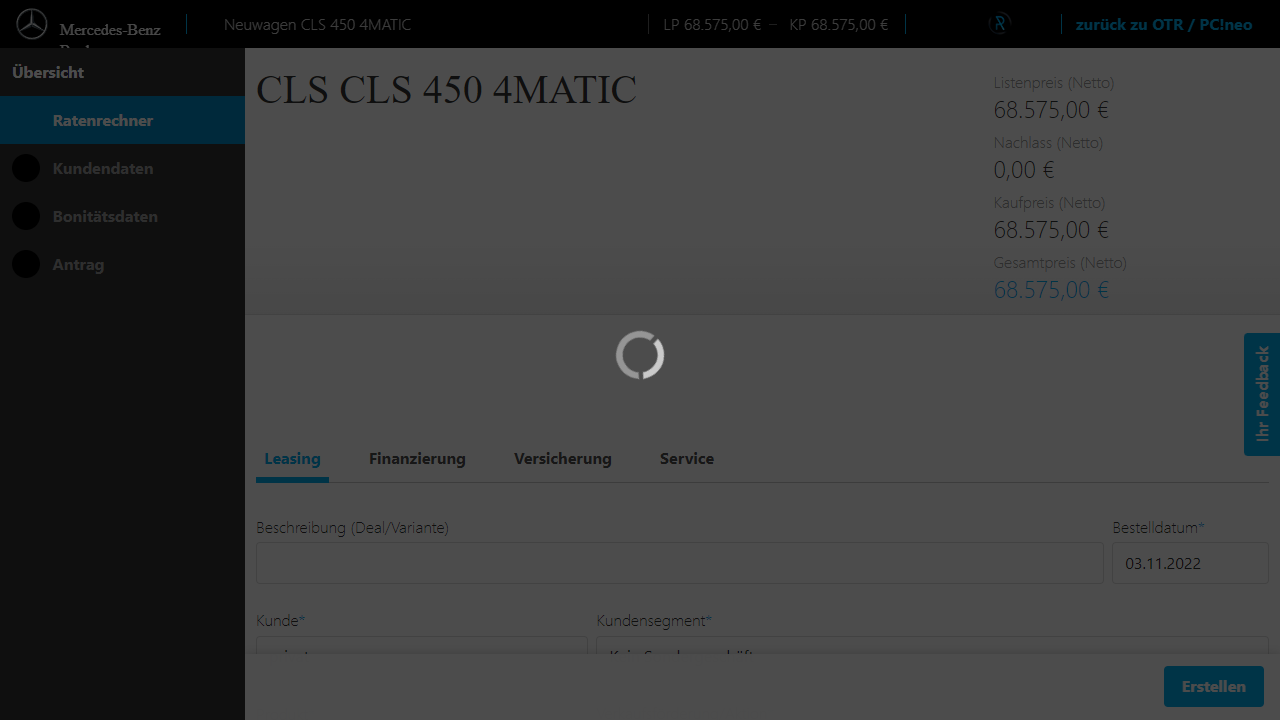 Mercedes-Benz
Neuwagen CLS 450 4MATIC
LP 68.575,00 € – KP 68.575,00 €
zurück zu OTR / PC!neo
Übersicht
Ratenrechner
Kundendaten
Bonitätsdaten
Antrag
CLS CLS 450 4MATIC
Listenpreis (Netto)
68.575,00 €
Nachlass (Netto)
0,00 €
Kaufpreis (Netto)
68.575,00 €
Gesamtpreis (Netto)
68.575,00 €
Ihr Feedback
Leasing Finanzierung Versicherung Service
Beschreibung (Deal/Variante) Bestelldatum*
03.11.2022
Kunde* Kundensegment*
Erstellen